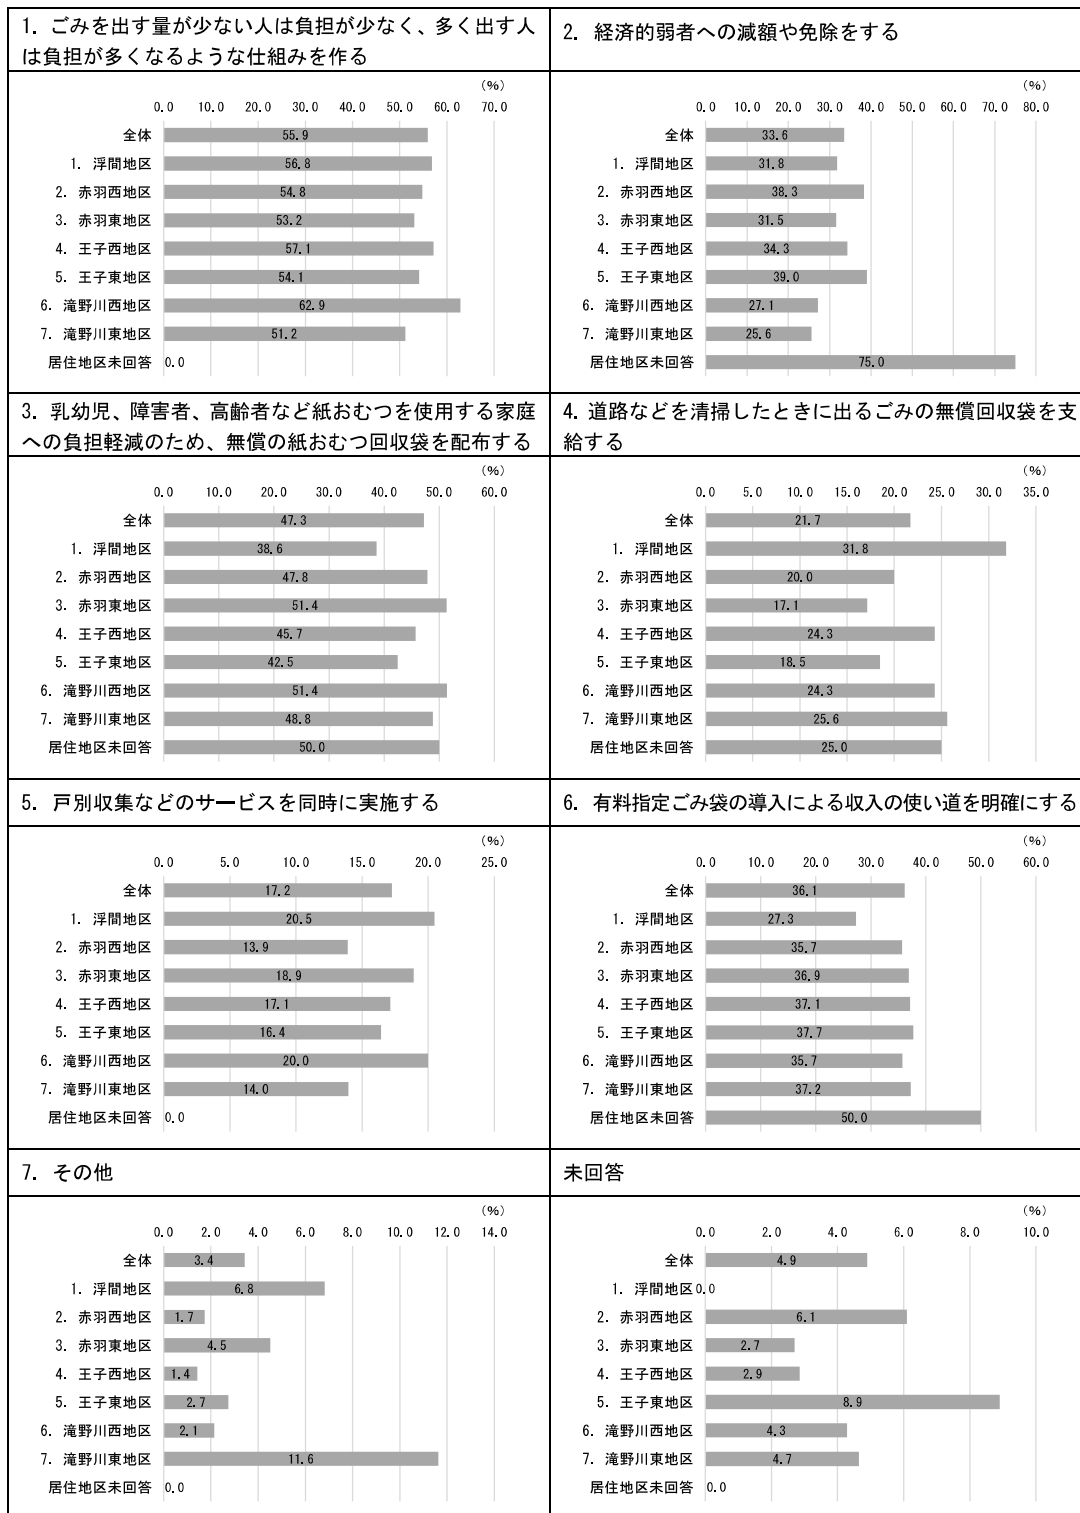 1. ごみを出す量が少ない人は負担が少なく、多く出す人
は負担が多くなるような仕組みを作る
(%)
0.0 10.0 20.0 30.0 40.0 50.0 60.0 70.0
全体 55.9
1. 浮間地区 56.8
2. 赤羽西地区 54.8
3. 赤羽東地区 53.2
4. 王子西地区 57.1
5. 王子東地区 54.1
6. 滝野川西地区 62.9
7. 滝野川東地区 51.2
居住地区未回答 0.0
2. 経済的弱者への減額や免除をする
(%)
0.0 10.0 20.0 30.0 40.0 50.0 60.0 70.0 80.0
全体 33.6
1. 浮間地区 31.8
2. 赤羽西地区 38.3
3. 赤羽東地区 31.5
4. 王子西地区 34.3
5. 王子東地区 39.0
6. 滝野川西地区 27.1
7. 滝野川東地区 25.6
居住地区未回答 75.0
3. 乳幼児、障害者、高齢者など紙おむつを使用する家庭
への負担軽減のため、無償の紙おむつ回収袋を配布する
(%)
0.0 10.0 20.0 30.0 40.0 50.0 60.0
全体 47.3
1. 浮間地区 38.6
2. 赤羽西地区 47.8
3. 赤羽東地区 51.4
4. 王子西地区 45.7
5. 王子東地区 42.5
6. 滝野川西地区 51.4
7. 滝野川東地区 48.8
居住地区未回答 50.0
4. 道路などを清掃したときに出るごみの無償回収袋を支
給する
(%)
0.0 5.0 10.0 15.0 20.0 25.0 30.0 35.0
全体 21.7
1. 浮間地区 31.8
2. 赤羽西地区 20.0
3. 赤羽東地区 17.1
4. 王子西地区 24.3
5. 王子東地区 18.5
6. 滝野川西地区 24.3
7. 滝野川東地区 25.6
居住地区未回答 25.0
5. 戸別収集などのサービスを同時に実施する
(%)
0.0 5.0 10.0 15.0 20.0 25.0
全体 17.2
1. 浮間地区 20.5
2. 赤羽西地区 13.9
3. 赤羽東地区 18.9
4. 王子西地区 17.1
5. 王子東地区 16.4
6. 滝野川西地区 20.0
7. 滝野川東地区 14.0
居住地区未回答 0.0
6. 有料指定ごみ袋の導入による収入の使い道を明確にする
(%)
0.0 10.0 20.0 30.0 40.0 50.0 60.0
全体 36.1
1. 浮間地区 27.3
2. 赤羽西地区 35.7
3. 赤羽東地区 36.9
4. 王子西地区 37.1
5. 王子東地区 37.7
6. 滝野川西地区 35.7
7. 滝野川東地区 37.2
居住地区未回答 50.0
7. その他
(%)
0.0 2.0 4.0 6.0 8.0 10.0 12.0 14.0
全体 3.4
1. 浮間地区 6.8
2. 赤羽西地区 1.7
3. 赤羽東地区 4.5
4. 王子西地区 1.4
5. 王子東地区 2.7
6. 滝野川西地区 2.1
7. 滝野川東地区 11.6
居住地区未回答 0.0
未回答
(%)
0.0 2.0 4.0 6.0 8.0 10.0
全体 4.9
1. 浮間地区 0.0
2. 赤羽西地区 6.1
3. 赤羽東地区 2.7
4. 王子西地区 2.9
5. 王子東地区 8.9
6. 滝野川西地区 4.3
7. 滝野川東地区 4.7
居住地区未回答 0.0